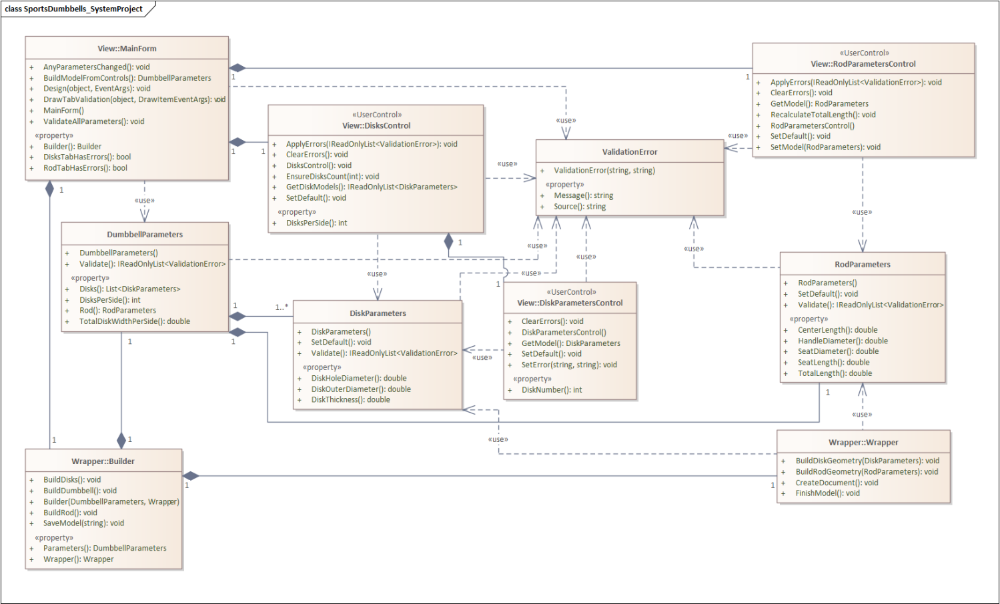 class SportsDumbbells_SystemProject
View::MainForm
+ AnyParametersChanged(): void
+ BuildModelFromControls(): DumbbellParameters
+ Design(object, EventArgs): void
+ DrawTabValidation(object, DrawItemEventArgs): void
+ MainForm()
+ ValidateAllParameters(): void
«property»
+ Builder(): Builder
+ DisksTabHasErrors(): bool
+ RodTabHasErrors(): bool
1
1
«UserControl»
View::RodParametersControl
+ ApplyErrors(IReadOnlyList<ValidationError>): void
+ ClearErrors(): void
+ GetModel(): RodParameters
+ RecalculateTotalLength(): void
+ RodParametersControl()
+ SetDefault(): void
+ SetModel(RodParameters): void
«use»
«use»
1
1
«UserControl»
View::DisksControl
+ ApplyErrors(IReadOnlyList<ValidationError>): void
+ ClearErrors(): void
+ DisksControl(): void
+ EnsureDisksCount(int): void
+ GetDiskModels(): IReadOnlyList<DiskParameters>
+ SetDefault(): void
«property»
+ DisksPerSide(): int
«use»
ValidationError
+ ValidationError(string, string)
«property»
+ Message(): string
+ Source(): string
1
«use»
«use»
DumbbellParameters
+ DumbbellParameters()
+ Validate(): IReadOnlyList<ValidationError>
«property»
+ Disks(): List<DiskParameters>
+ DisksPerSide(): int
+ Rod(): RodParameters
+ TotalDiskWidthPerSide(): double
1
«use»
«use»
«use»
«use»
«use»
1
1
1..*
1
1
DiskParameters
+ DiskParameters()
+ SetDefault(): void
+ Validate(): IReadOnlyList<ValidationError>
«property»
+ DiskHoleDiameter(): double
+ DiskOuterDiameter(): double
+ DiskThickness(): double
«UserControl»
View::DiskParametersControl
+ ClearErrors(): void
+ DiskParametersControl()
+ GetModel(): DiskParameters
+ SetDefault(): void
+ SetError(string, string): void
«property»
+ DiskNumber(): int
«use»
RodParameters
+ RodParameters()
+ SetDefault(): void
+ Validate(): IReadOnlyList<ValidationError>
«property»
+ CenterLength(): double
+ HandleDiameter(): double
+ SeatDiameter(): double
+ SeatLength(): double
+ TotalLength(): double
1
1
«use»
«use»
1
1
Wrapper::Builder
+ BuildDisks(): void
+ BuildDumbbell(): void
+ Builder(DumbbellParameters, Wrapper)
+ BuildRod(): void
+ SaveModel(string): void
«property»
+ Parameters(): DumbbellParameters
+ Wrapper(): Wrapper
1
1
Wrapper::Wrapper
+ BuildDiskGeometry(DiskParameters): void
+ BuildRodGeometry(RodParameters): void
+ CreateDocument(): void
+ FinishModel(): void